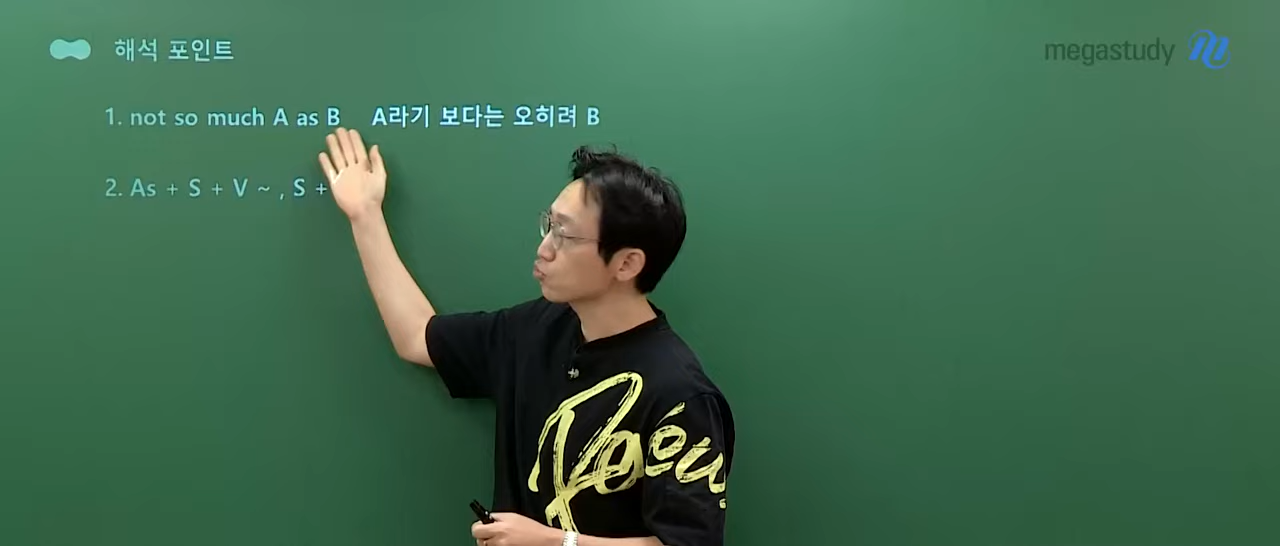 해석 포인트
megastudy
1. not so much A as B A라기 보다는 오히려 B
2. As + S + V ~ , S +